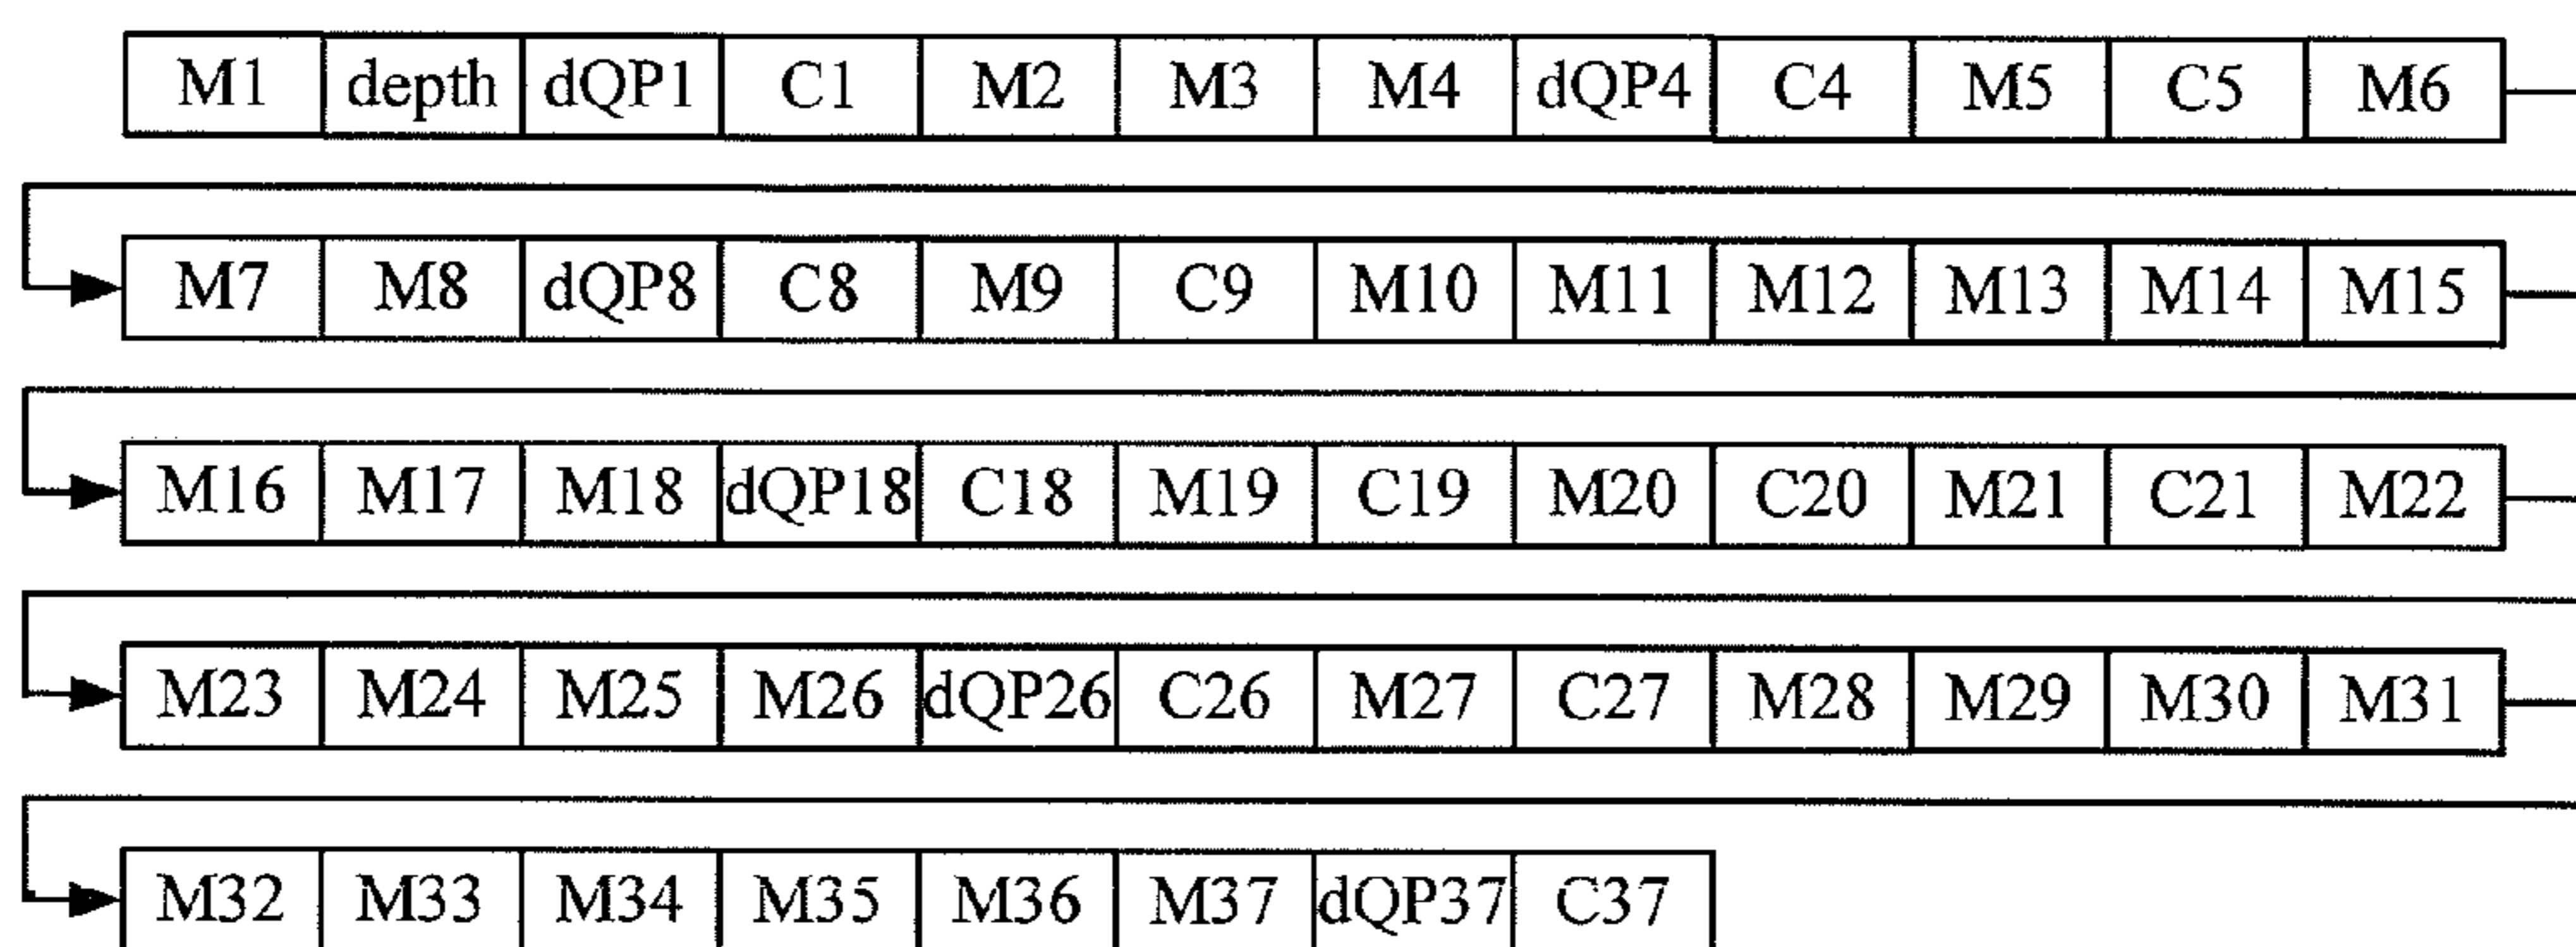 M1 depth dQP1 C1 M2 M3 M4 dQP4 C4 M5 C5 M6
M7 M8 dQP8 C8 M9 C9 M10 M11 M12 M13 M14 M15
M16 M17 M18 dQP18 C18 M19 C19 M20 C20 M21 C21 M22
M23 M24 M25 M26 dQP26 C26 M27 C27 M28 M29 M30 M31
M32 M33 M34 M35 M36 M37 dQP37 C37